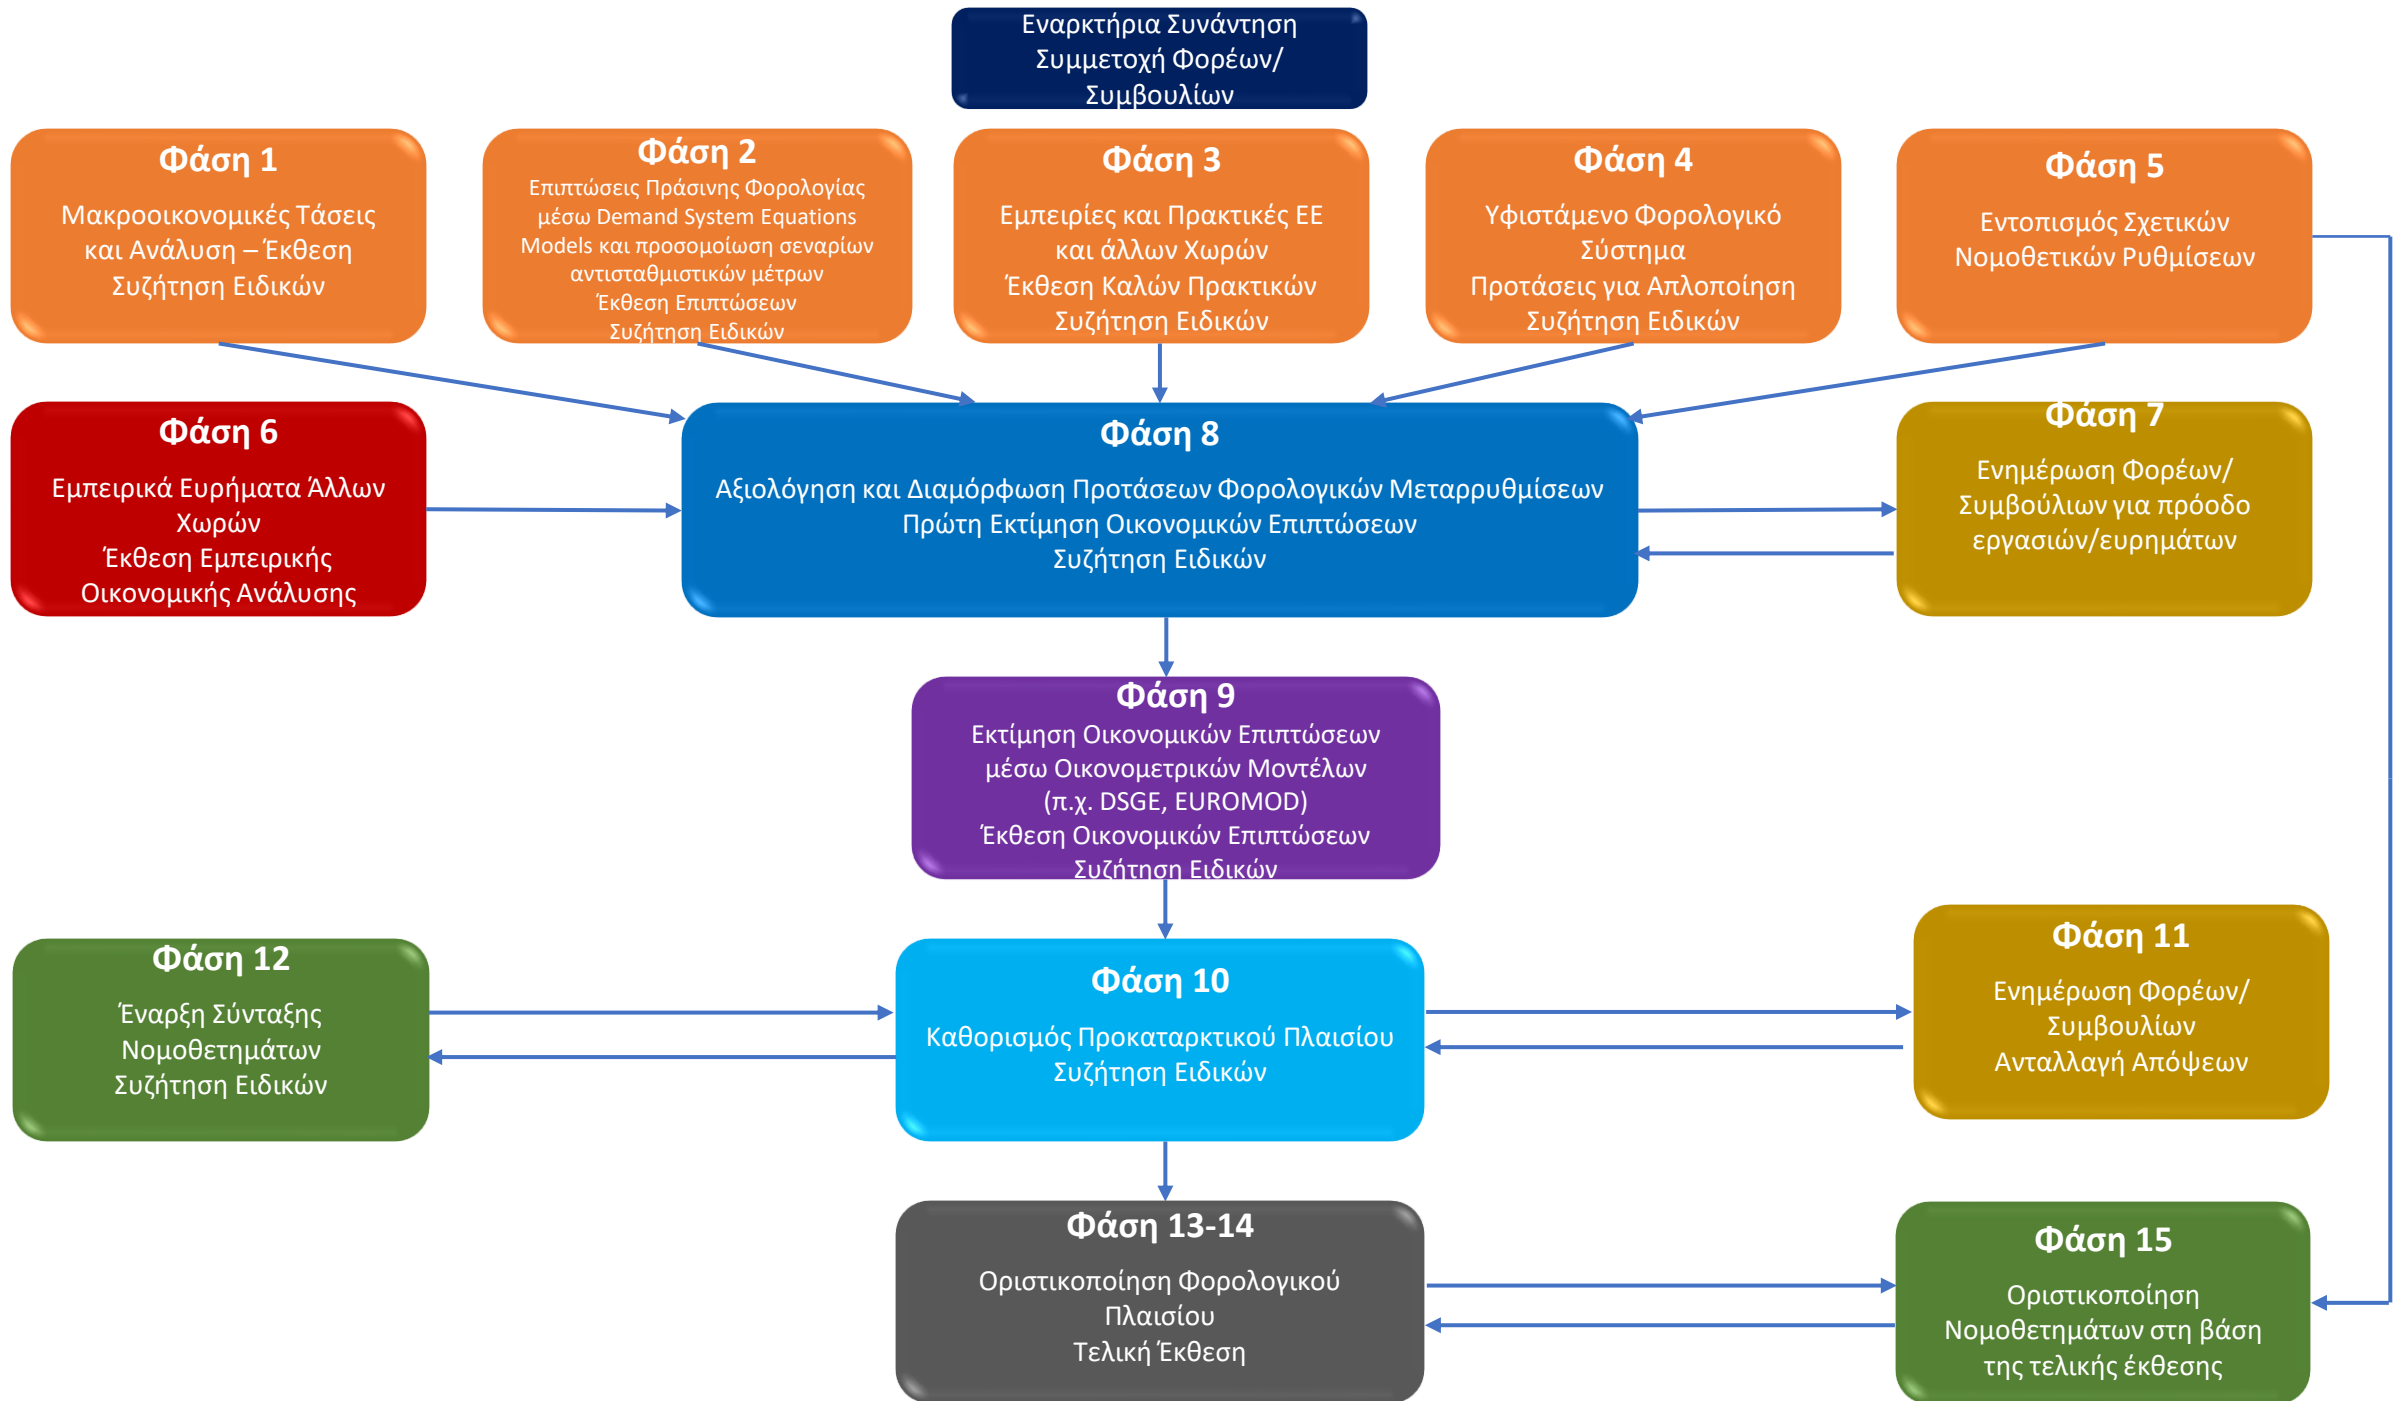 Εναρκτήρια Συνάντηση
Συμμετοχή Φορέων/
Συμβουλίων
Φάση 1
Μακροοικονομικές Τάσεις
και Ανάλυση – Έκθεση
Συζήτηση Ειδικών
Φάση 2
Επιπτώσεις Πράσινης Φορολογίας
μέσω Demand System Equations
Models και προσομοίωση σεναρίων
αντισταθμιστικών μέτρων
Έκθεση Επιπτώσεων
Συζήτηση Ειδικών
Φάση 3
Εμπειρίες και Πρακτικές ΕΕ
και άλλων Χωρών
Έκθεση Καλών Πρακτικών
Συζήτηση Ειδικών
Φάση 4
Υφιστάμενο Φορολογικό
Σύστημα
Προτάσεις για Απλοποίηση
Συζήτηση Ειδικών
Φάση 5
Εντοπισμός Σχετικών
Νομοθετικών Ρυθμίσεων
Φάση 6
Εμπειρικά Ευρήματα Άλλων
Χωρών
Έκθεση Εμπειρικής
Οικονομικής Ανάλυσης
Φάση 8
Αξιολόγηση και Διαμόρφωση Προτάσεων Φορολογικών Μεταρρυθμίσεων
Πρώτη Εκτίμηση Οικονομικών Επιπτώσεων
Συζήτηση Ειδικών
Φάση 7
Ενημέρωση Φορέων/
Συμβούλιων για πρόοδο
εργασιών/ευρημάτων
Φάση 9
Εκτίμηση Οικονομικών Επιπτώσεων
μέσω Οικονομετρικών Μοντέλων
(π.χ. DSGE, EUROMOD)
Έκθεση Οικονομικών Επιπτώσεων
Συζήτηση Ειδικών
Φάση 12
Έναρξη Σύνταξης
Νομοθετημάτων
Συζήτηση Ειδικών
Φάση 10
Καθορισμός Προκαταρκτικού Πλαισίου
Συζήτηση Ειδικών
Φάση 11
Ενημέρωση Φορέων/
Συμβουλίων
Ανταλλαγή Απόψεων
Φάση 13-14
Οριστικοποίηση Φορολογικού
Πλαισίου
Τελική Έκθεση
Φάση 15
Οριστικοποίηση
Νομοθετημάτων στη βάση
της τελικής έκθεσης